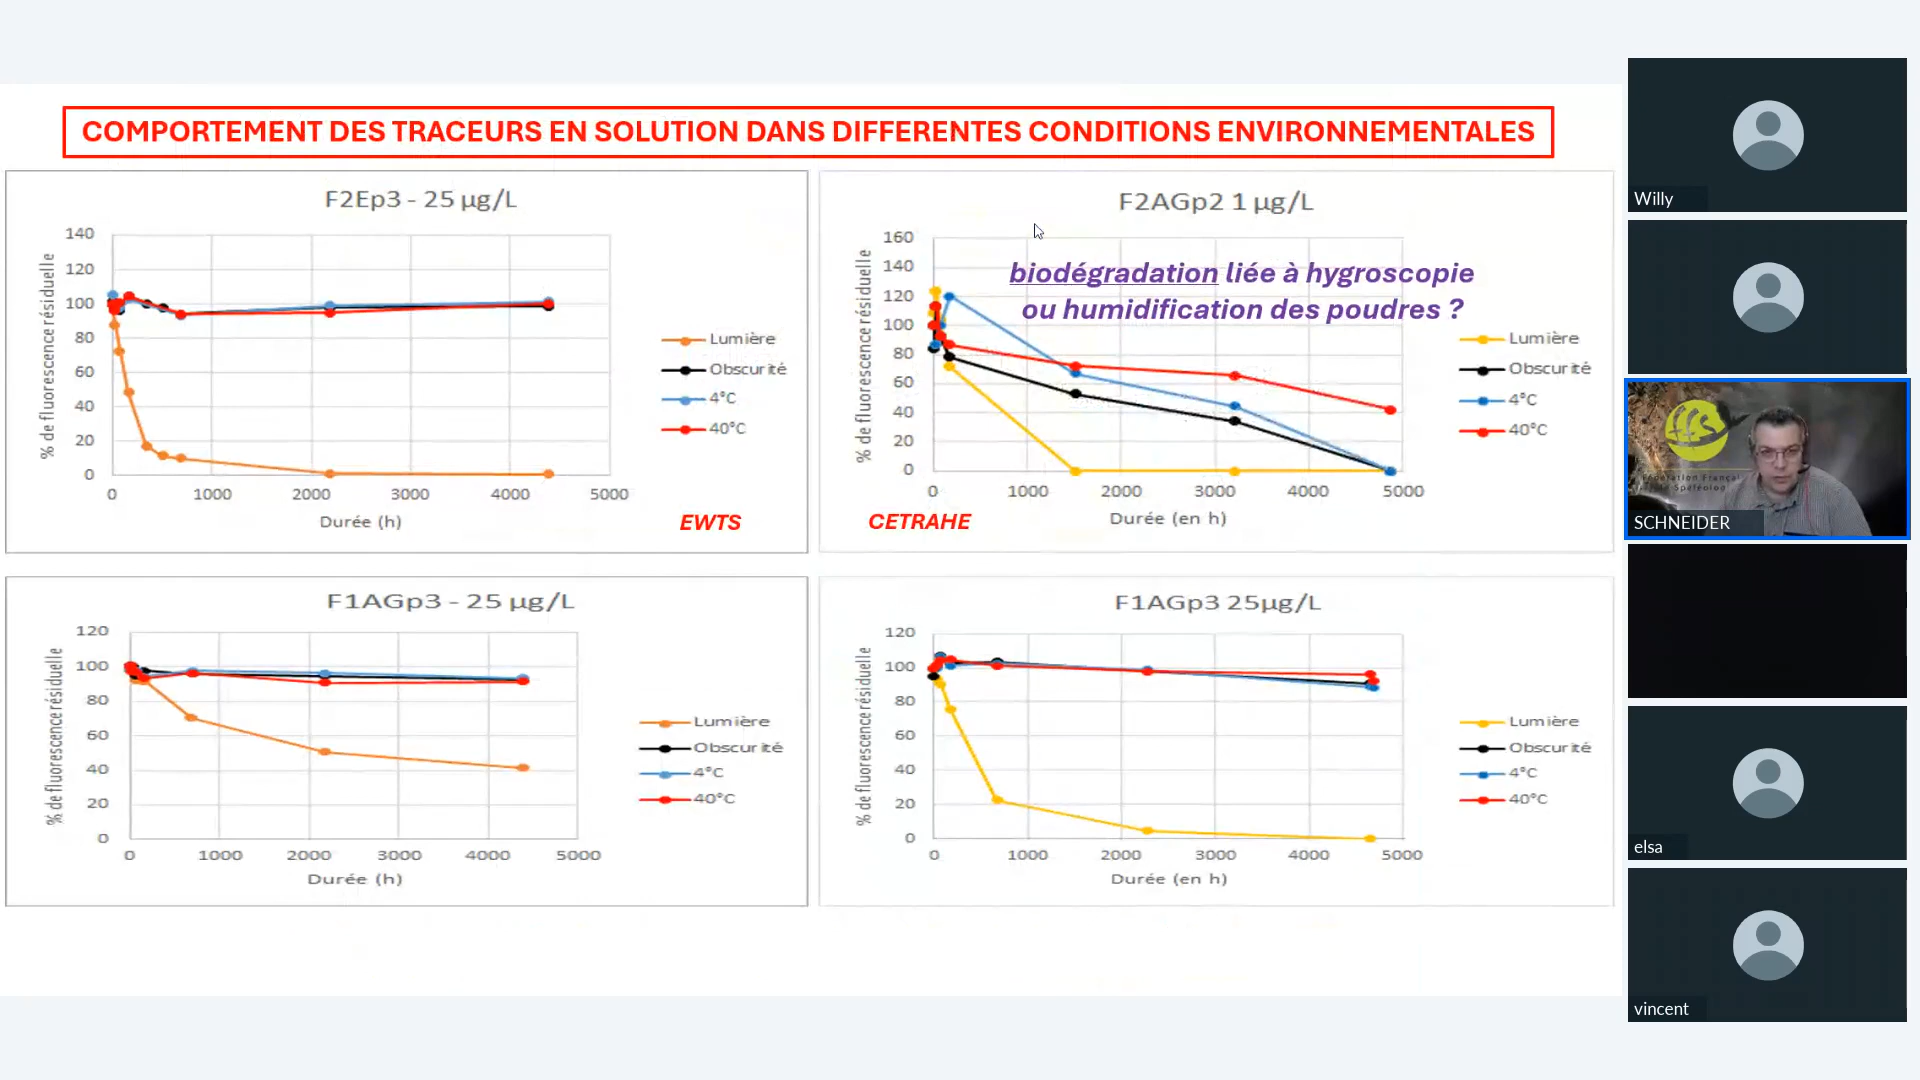 COMPORTEMENT DES TRACEURS EN SOLUTION DANS DIFFERENTES CONDITIONS ENVIRONNEMENTALES
F2Ep3 - 25 µg/L
% de fluorescence résiduelle
140
120
100
80
60
40
20
0
0 1000 2000 3000 4000 5000
Durée (h)
Lumière
Obscurité
4°C
40°C
EWTS
F2AGp2 1 µg/L
biodégradation liée à hygroscopie
ou humidification des poudres ?
% de fluorescence résiduelle
160
140
120
100
80
60
40
20
0
0 1000 2000 3000 4000 5000
Durée (en h)
Lumière
Obscurité
4°C
40°C
CETRAHE
F1AGp3 - 25 µg/L
% de fluorescence résiduelle
120
100
80
60
40
20
0
0 1000 2000 3000 4000 5000
Durée (h)
Lumière
Obscurité
4°C
40°C
F1AGp3 25µg/L
% de fluorescence résiduelle
120
100
80
60
40
20
0
0 1000 2000 3000 4000 5000
Durée (en h)
Lumière
Obscurité
4°C
40°C
Willy
SCHNEIDER
elsa
vincent